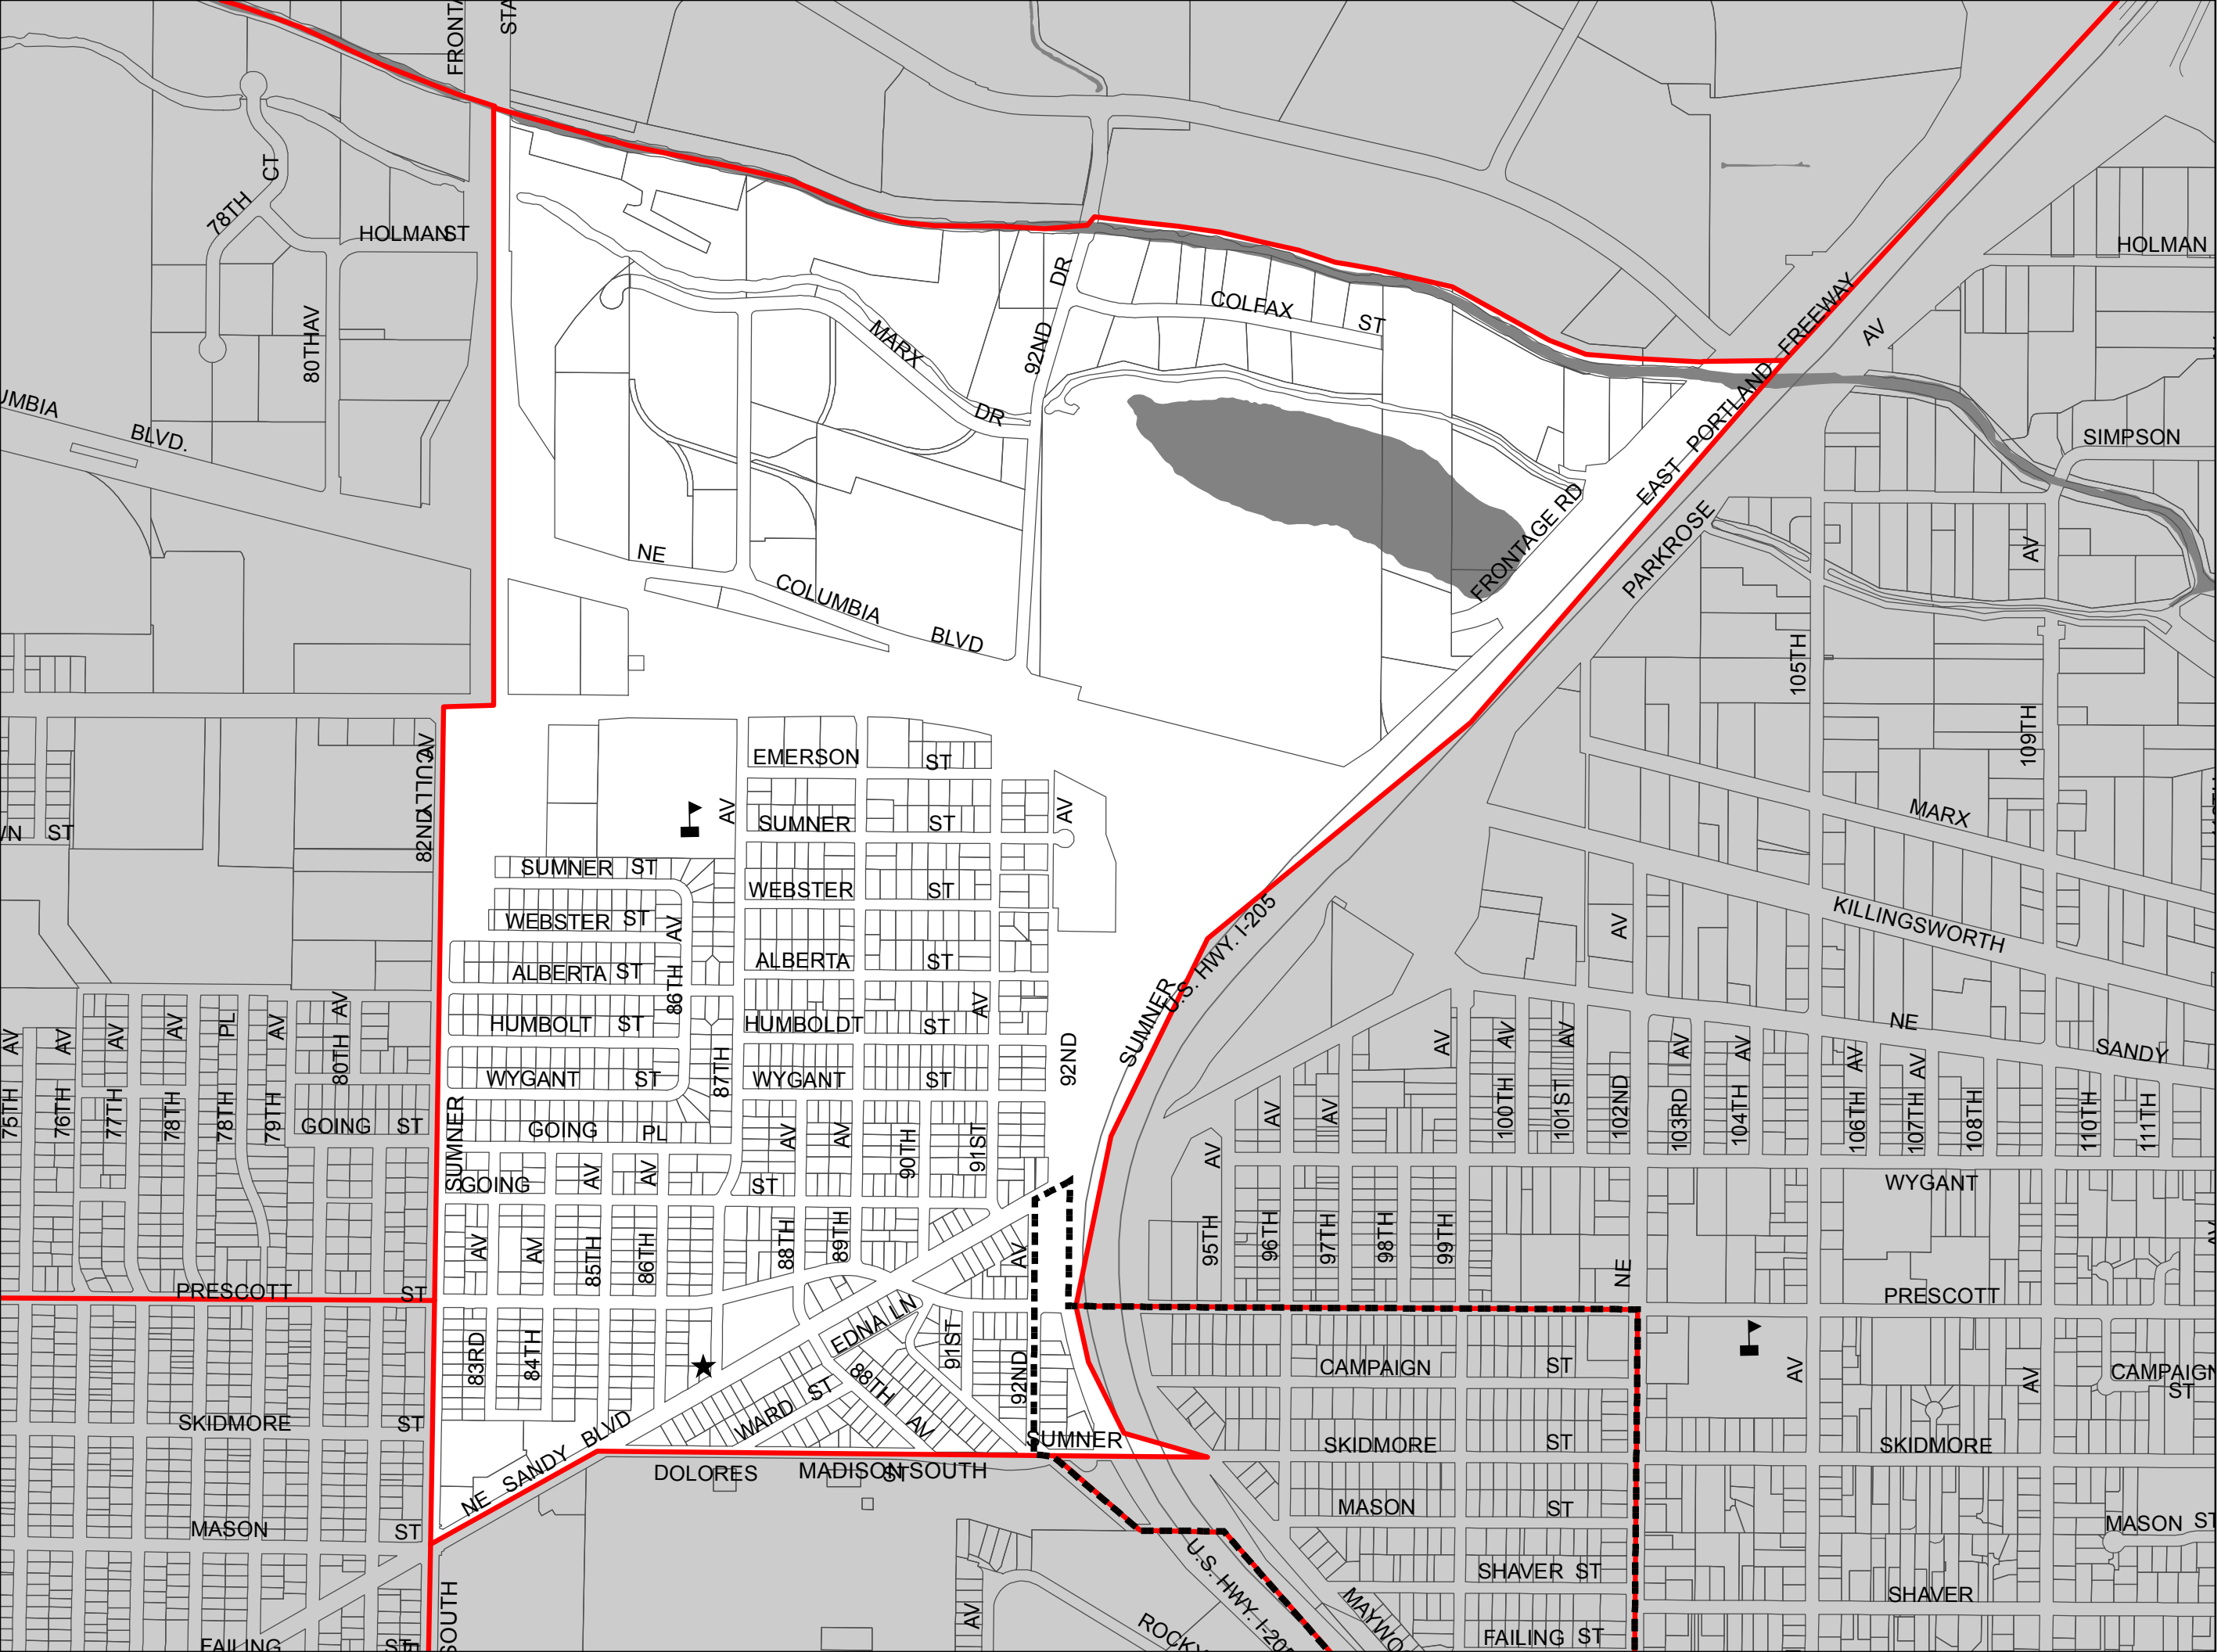 FRONTA
STA
CT
78TH
HOLMAN ST
80TH AV
UMBIA
BLVD.
DR
92ND
COLFAX
ST
MARX
DR
NE
COLUMBIA
BLVD
FRONTAGE RD
EAST PORTLAND FREEWAY
AV
PARKROSE
HOLMAN
SIMPSON
AV
105TH
109TH
MARX
KILLINGSWORTH
NE
SANDY
AV
CULLY
82ND
WN ST
EMERSON ST
AV
SUMNER ST
AV
SUMNER ST
WEBSTER ST
WEBSTER ST
AV
86TH
ALBERTA ST
ALBERTA ST
HUMBOLT ST
HUMBOLDT ST
AV
WYGANT ST
87TH
WYGANT ST
92ND
SUMNER
U.S. HWY. I-205
SUMNER
GOING PL
GOING
ST
AV
AV
AV
AV
90TH
91ST
75TH AV
76TH AV
77TH AV
78TH AV
78TH PL
79TH AV
80TH AV
GOING ST
PRESCOTT ST
AV
AV
85TH
86TH
88TH
89TH
AV
83RD
84TH
EDNA LN
91ST
92ND
88TH
AV
WARD ST
NE SANDY BLVD
SUMNER
DOLORES
ST
MADISON SOUTH
SKIDMORE ST
MASON ST
FAILING ST
SOUTH
AV
ROCKY
U.S. HWY. I-205
MAYWO
AV
95TH
AV
96TH
AV
97TH
98TH
AV
99TH
AV
100TH
AV
101ST
AV
102ND
AV
103RD
AV
104TH
AV
106TH
AV
107TH
108TH
110TH
111TH
NE
WYGANT
PRESCOTT
CAMPAIGN ST
AV
AV
CAMPAIGN
ST
SKIDMORE ST
SKIDMORE
MASON ST
MASON ST
SHAVER ST
SHAVER
FAILING ST